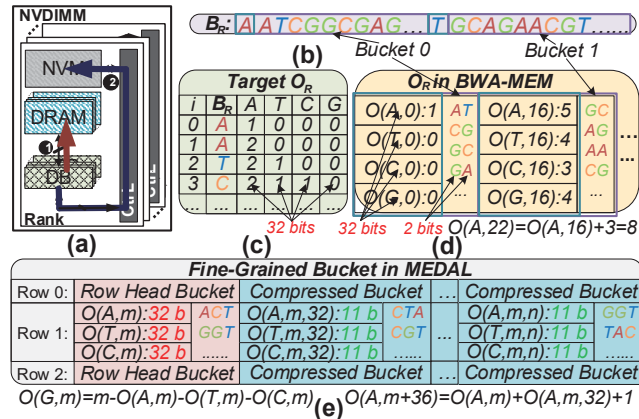 NVDIMM
NVM
❷
DRAM
❶
DB
Rank
(a)
B_R: A A T C G G C G A G ... T G C A G A A C G T ......
(b)
Bucket 0
Bucket 1
Target O_R
i B_R A T C G
0 A 1 0 0 0
1 A 2 0 0 0
2 T 2 1 0 0
3 C 2 1 1 0
... ...
32 bits
(c)
O_R in BWA-MEM
O(A,0):1 AT O(A,16):5 GC
O(T,0):0 CG O(T,16):4 AG
O(C,0):0 GC O(C,16):3 AA
O(G,0):0 GA O(G,16):4 CG
... ...
32 bits 2 bits
(d)
O(A,22)=O(A,16)+3=8
Fine-Grained Bucket in MEDAL
Row 0: Row Head Bucket Compressed Bucket ... Compressed Bucket
Row 1: O(A,m):32 b ACT O(A,m,32):11 b CTA ... O(A,m,n):11 b GGT
O(T,m):32 b GGT O(T,m,32):11 b CGT O(T,m,n):11 b TAC
O(C,m):32 b ...... O(C,m,32):11 b ...... O(C,m,n):11 b ......
Row 2: Row Head Bucket Compressed Bucket ... Compressed Bucket
O(G,m)=m-O(A,m)-O(T,m)-O(C,m) O(A,m+36)=O(A,m)+O(A,m,32)+1
(e)